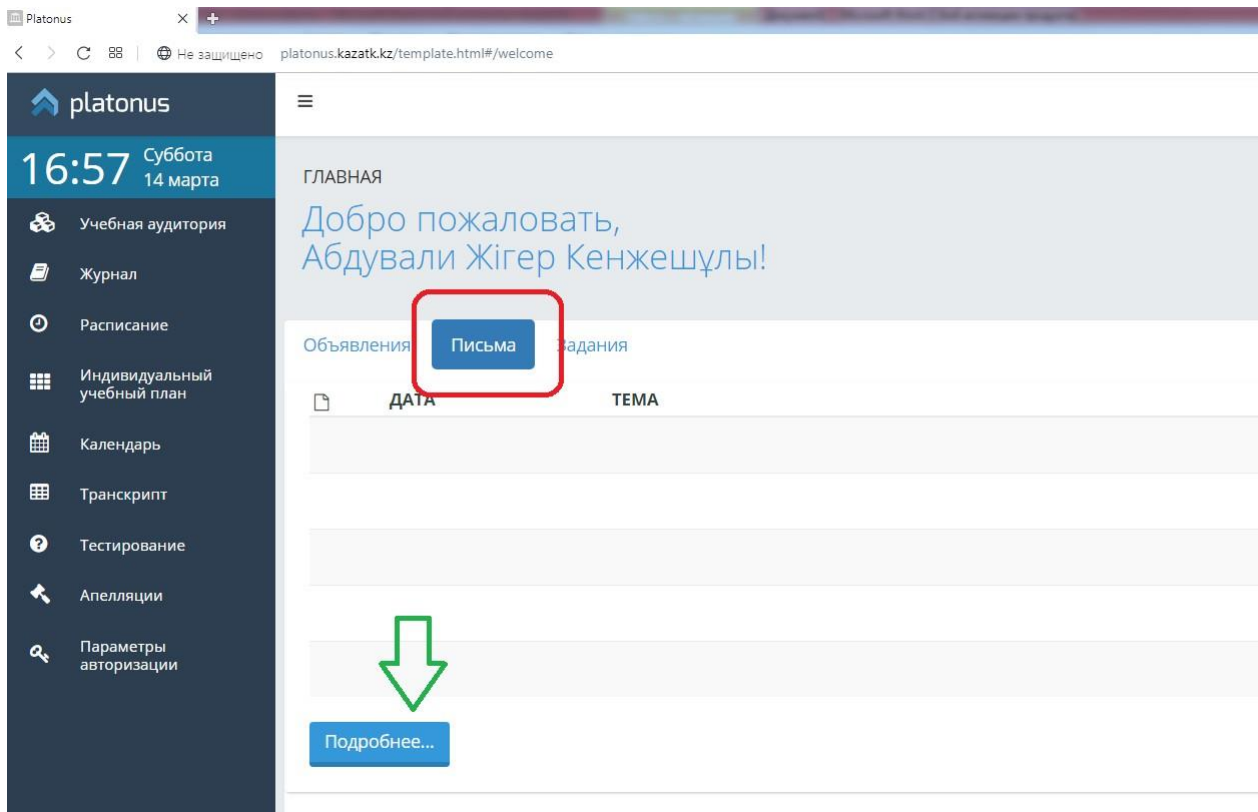 Platonus
Не защищено platonus.kazatk.kz/template.html#/welcome
platonus
16:57 Суббота
14 марта
Учебная аудитория
Журнал
Расписание
Индивидуальный
учебный план
Календарь
Транскрипт
Тестирование
Апелляции
Параметры
авторизации
ГЛАВНАЯ
Добро пожаловать,
Абдували Жігер Кенжешұлы!
Объявления Письма Задания
ДАТА ТЕМА
Подробнее...